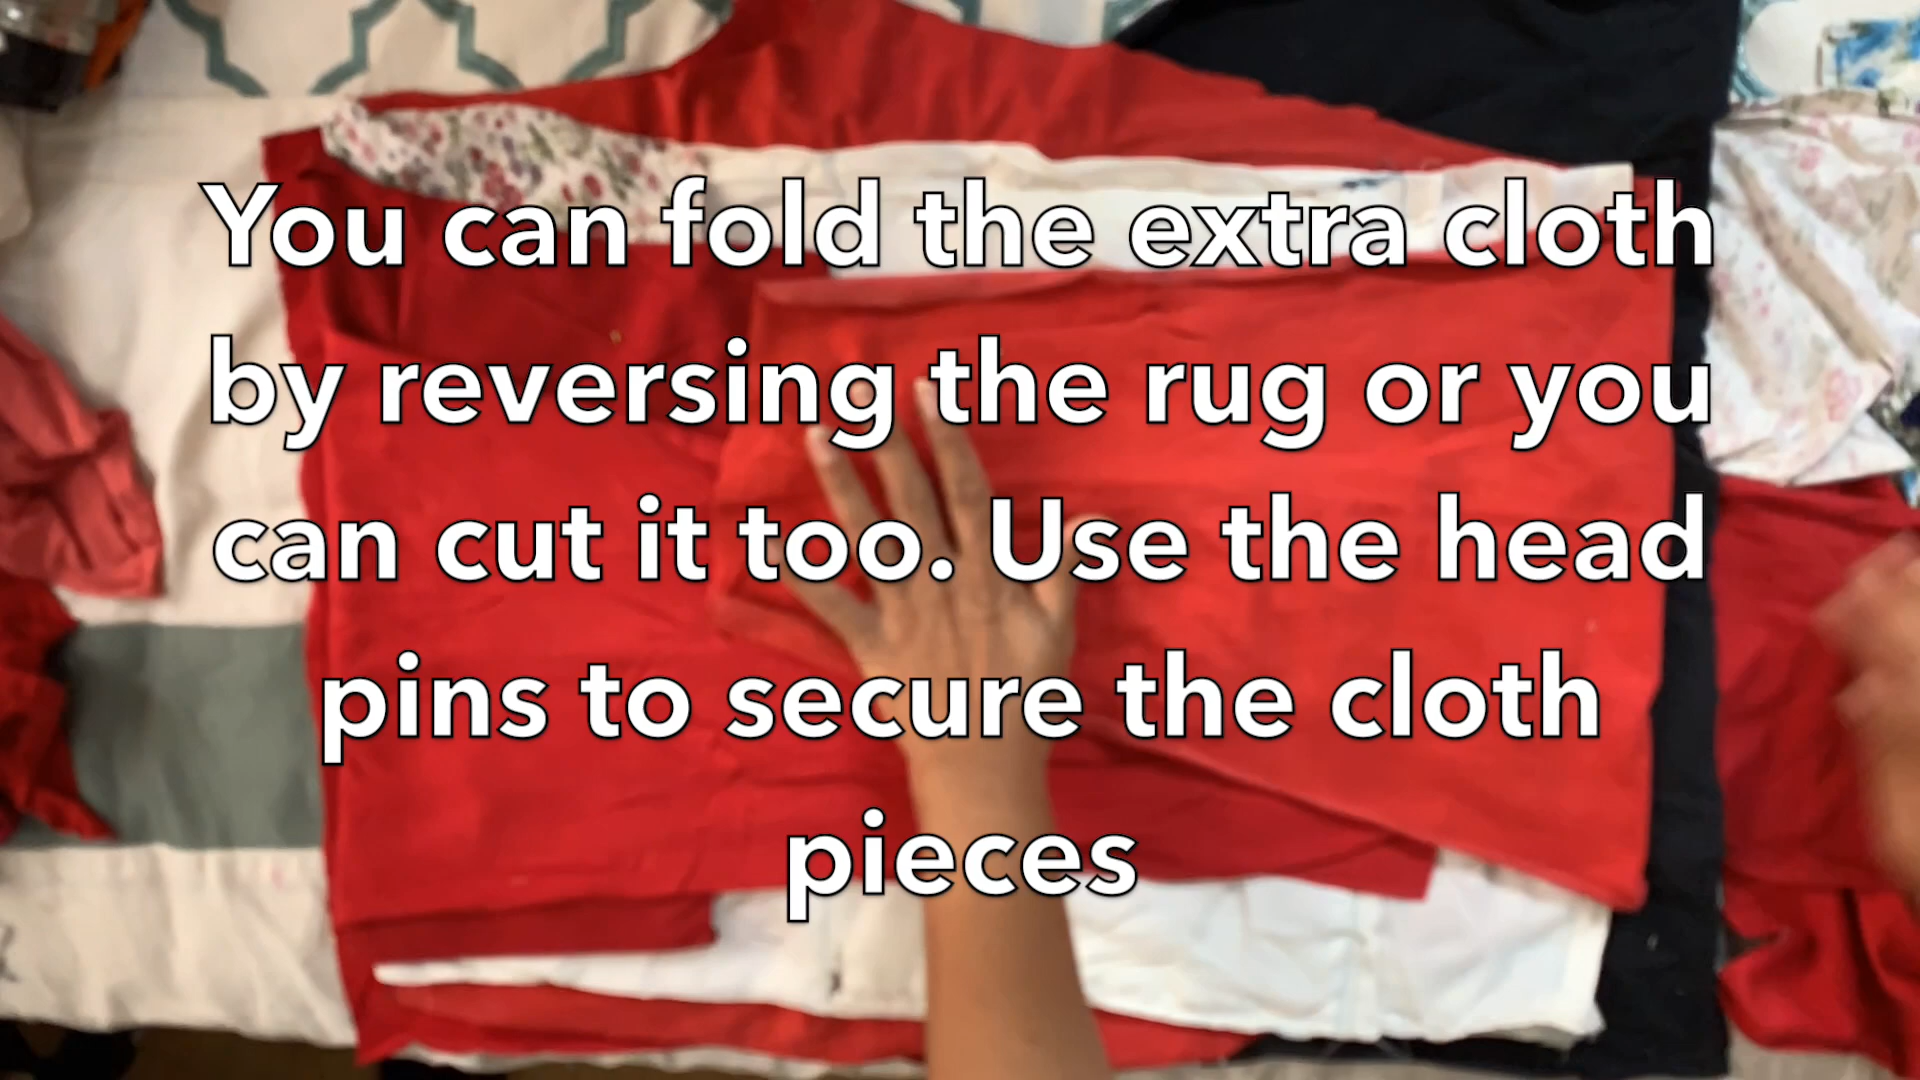 You can fold the extra cloth
by reversing the rug or you
can cut it too. Use the head
pins to secure the cloth
pieces